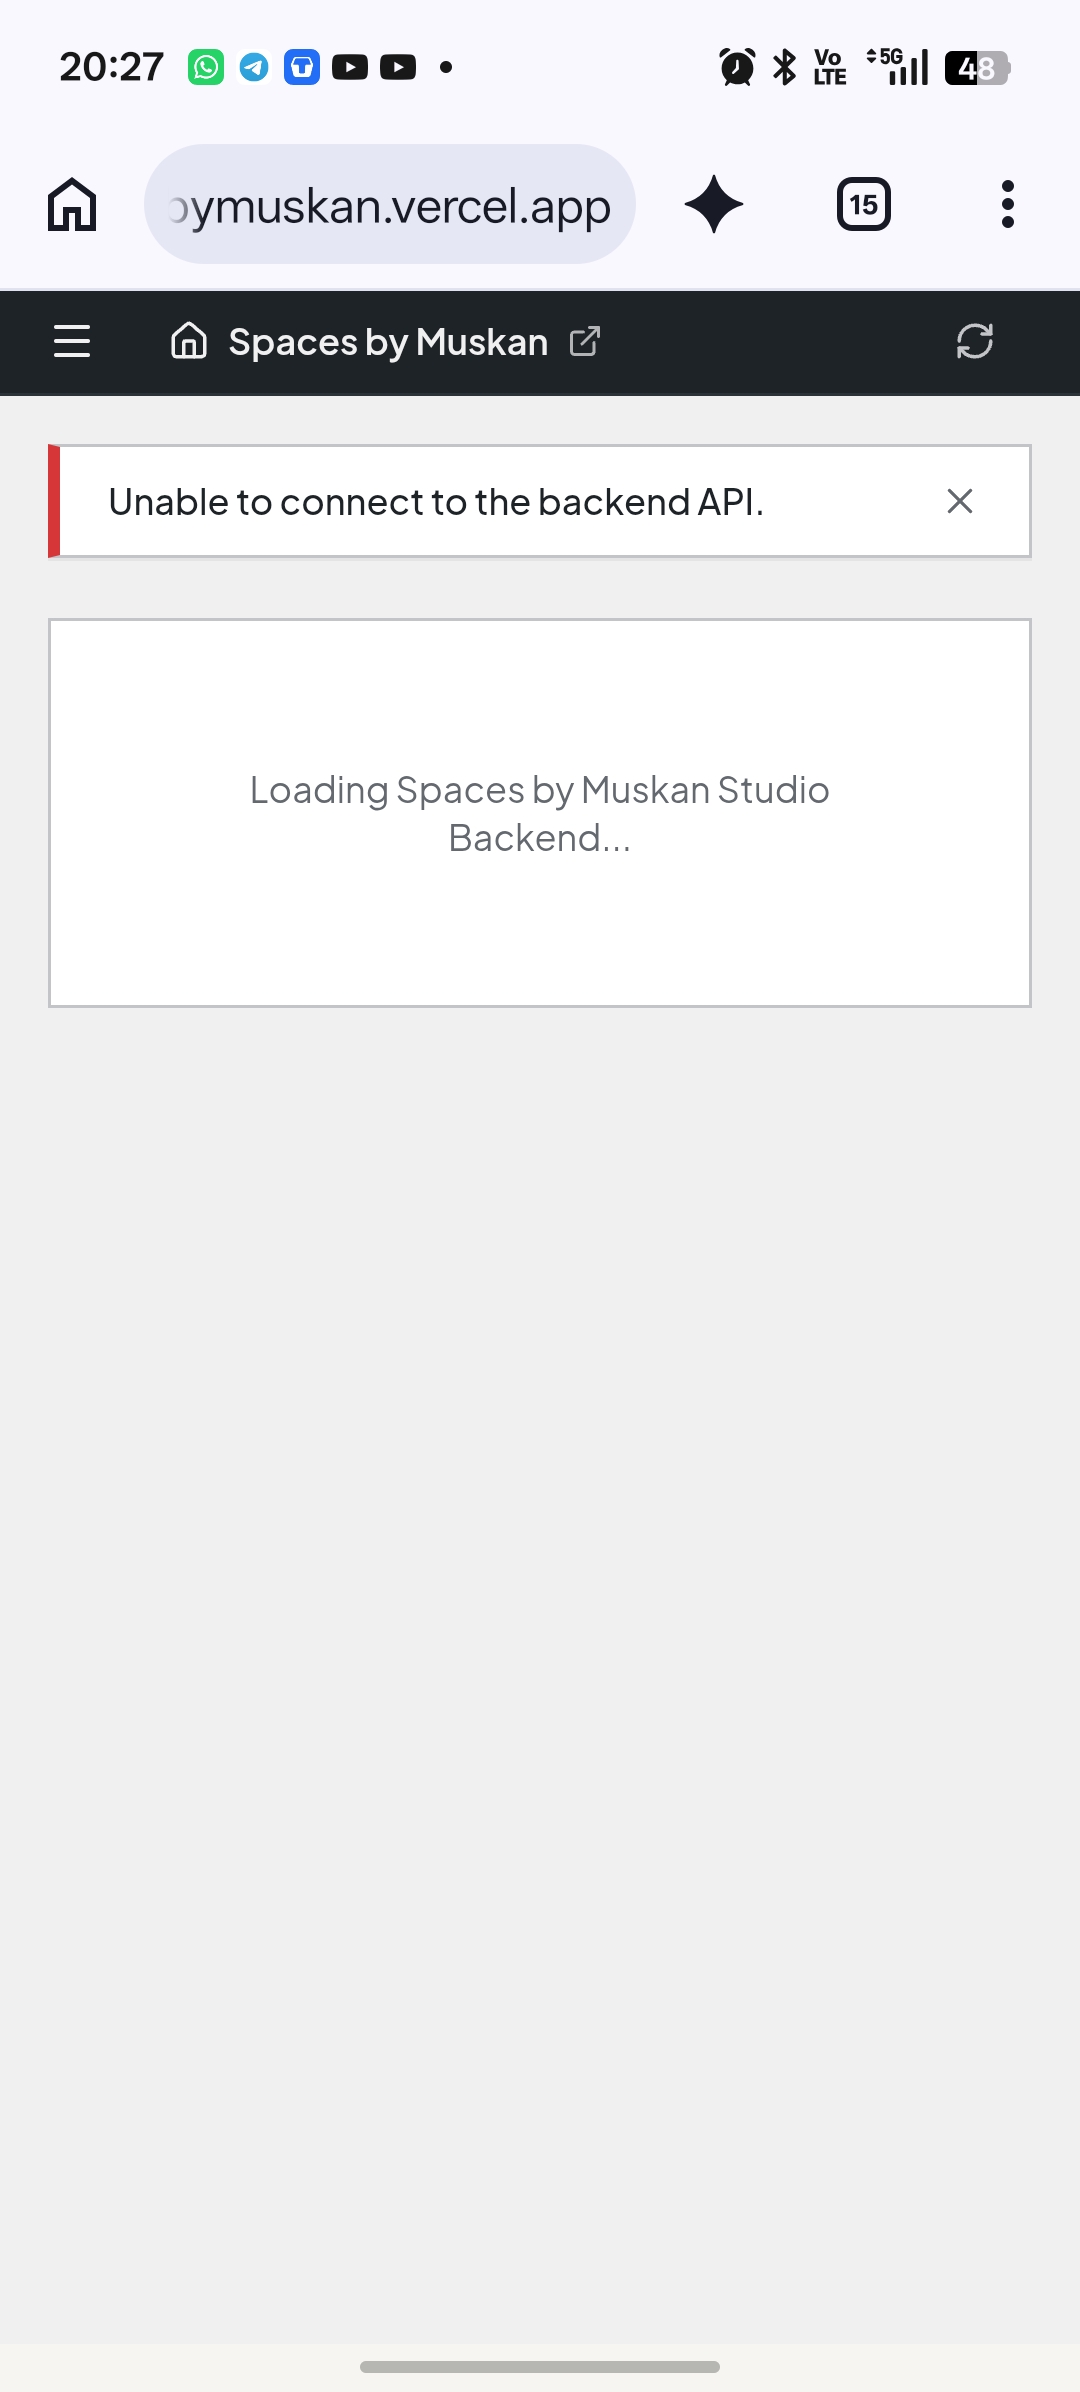 20:27
Vo
LTE
5G
48
bymuskan.vercel.app
15
Spaces by Muskan
Unable to connect to the backend API.
Loading Spaces by Muskan Studio
Backend...